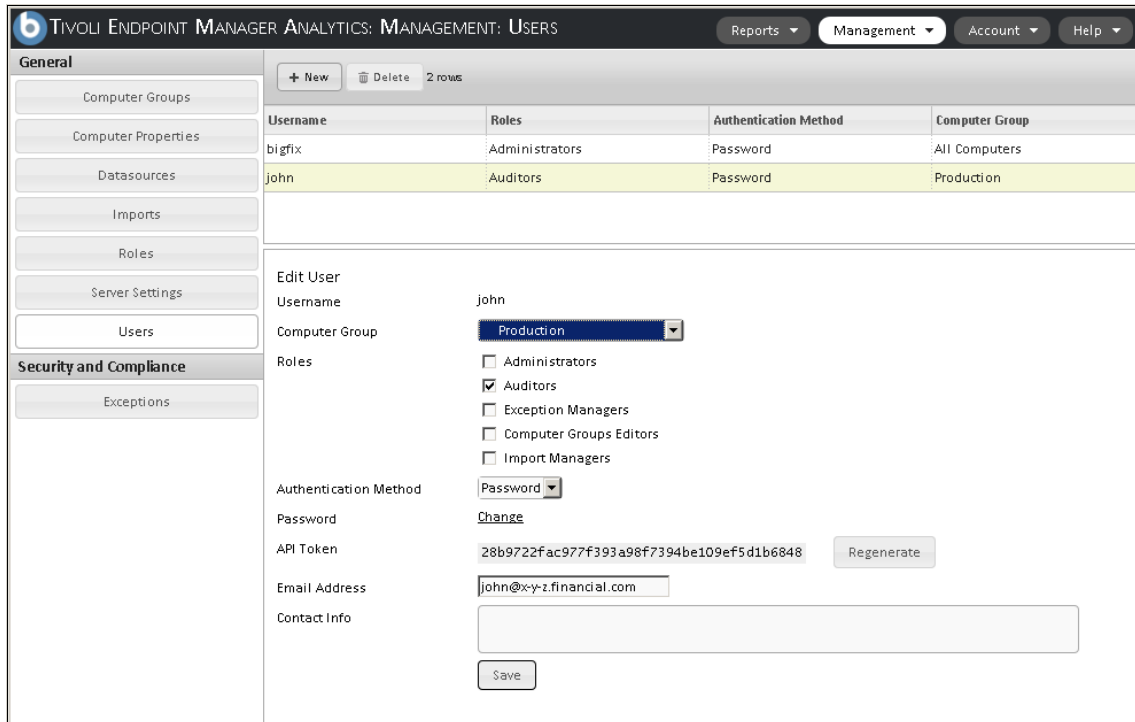 b TIVOLI ENDPOINT MANAGER ANALYTICS: MANAGEMENT: USERS Reports Management Account Help
General
Computer Groups
Computer Properties
Datasources
Imports
Roles
Server Settings
Users
Security and Compliance
Exceptions
+ New Delete 2 rows
Username Roles Authentication Method Computer Group
bigfix Administrators Password All Computers
john Auditors Password Production
Edit User
Username john
Computer Group Production
Roles Administrators
Auditors
Exception Managers
Computer Groups Editors
Import Managers
Authentication Method Password
Password Change
API Token 28b9722fac977f393a98f7394be109ef5d1b6848 Regenerate
Email Address john@x-y-z.financial.com
Contact Info
Save